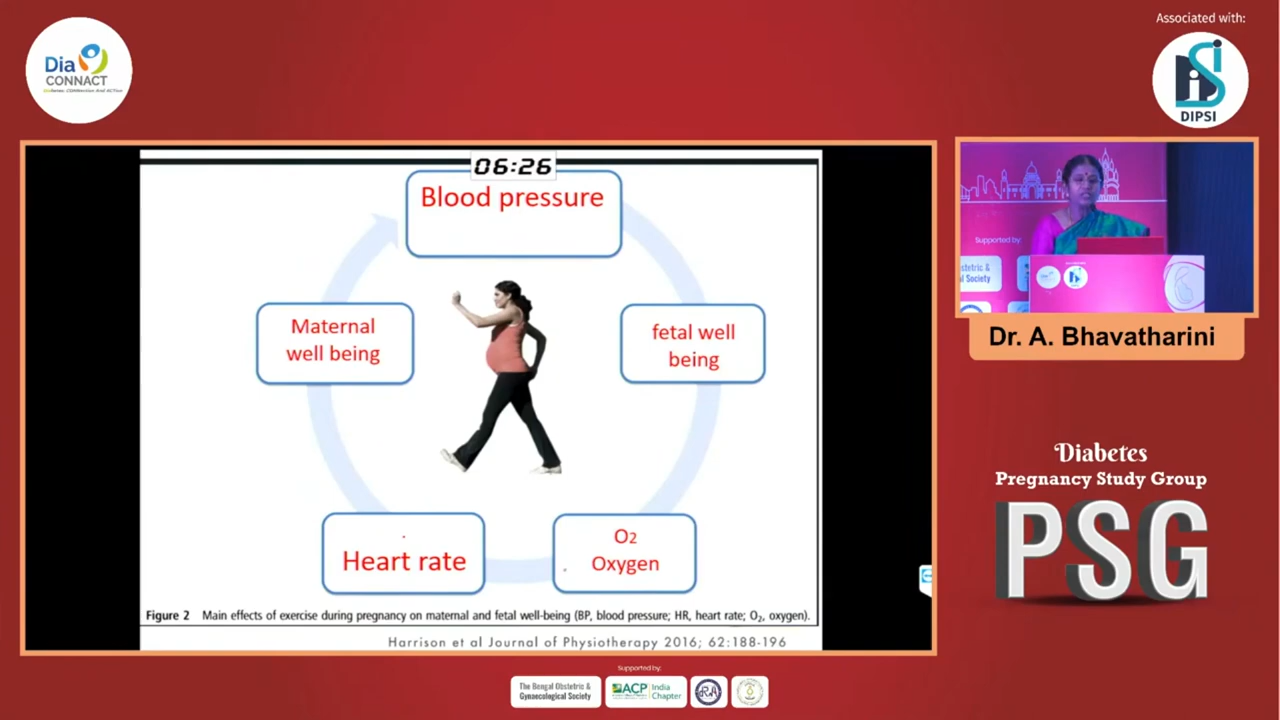 Dia
CONNACT
Associated with:
DIPSI
06:26
Blood pressure
Maternal
well being
fetal well
being
Heart rate
O2
Oxygen
Figure 2 Main effects of exercise during pregnancy on maternal and fetal well-being (BP, blood pressure; HR, heart rate; O₂, oxygen).
Harrison et al Journal of Physiotherapy 2016; 62:188-196
Supported by:
Dr. A. Bhavatharini
Diabetes
Pregnancy Study Group
PSG
Supported by:
The Bengal Obstetric &
Gynaecological Society
ACP India
Chapter